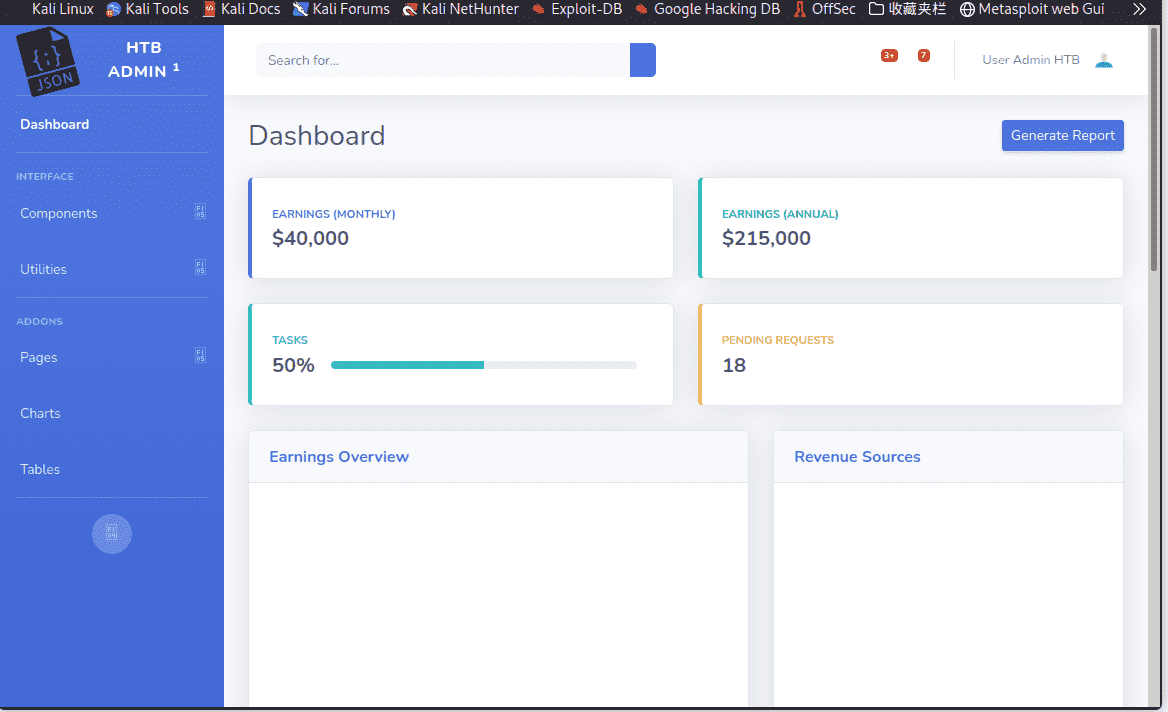 Kali Linux Kali Tools Kali Docs Kali Forums Kali NetHunter Exploit-DB Google Hacking DB OffSec 收藏夹栏 Metasploit web Gui
{;}
JSON
HTB
ADMIN 1
Search for...
3+
7
User Admin HTB
Dashboard
INTERFACE
Components
Utilities
ADDONS
Pages
Charts
Tables
Dashboard
Generate Report
EARNINGS (MONTHLY)
$40,000
EARNINGS (ANNUAL)
$215,000
TASKS
50%
PENDING REQUESTS
18
Earnings Overview
Revenue Sources